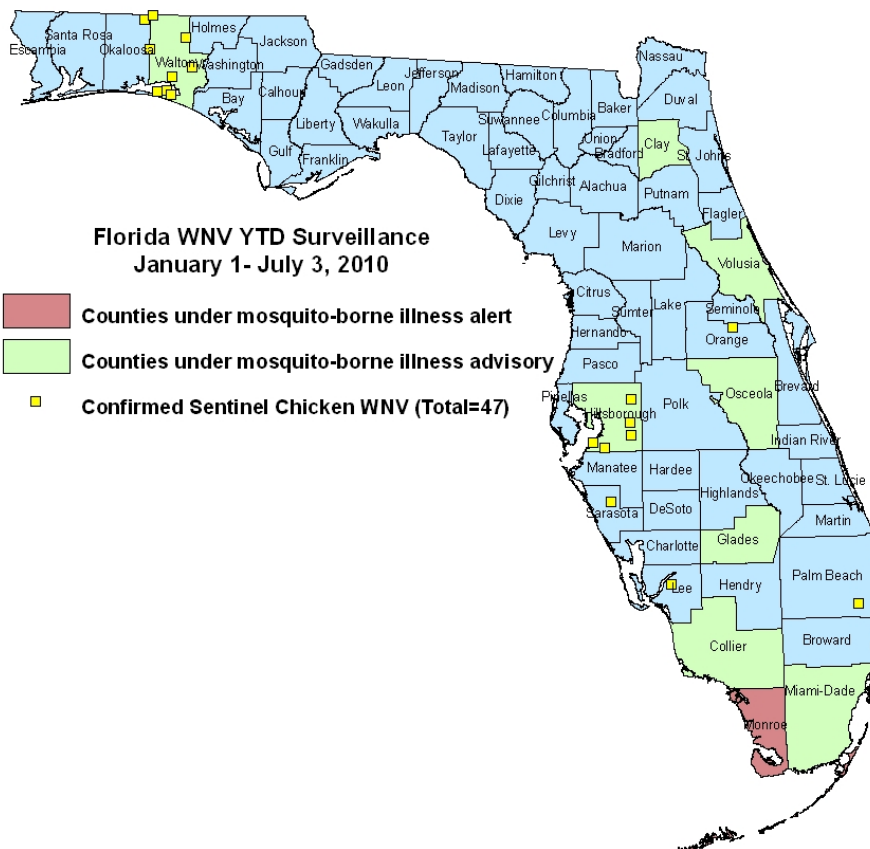 Holmes
Santa Rosa
Jackson
Escambia
Okaloosa
Walton
Washington
Gadsden
Jefferson
Hamilton
Nassau
Leon
Madison
Calhoun
Bay
Columbia
Baker
Duval
Liberty
Wakulla
Suwannee
Taylor
Union
Clay
Lafayette
Bradford
St. Johns
Gulf
Franklin
Gilchrist
Alachua
Putnam
Dixie
Flagler
Levy
Marion
Florida WNV YTD Surveillance
January 1- July 3, 2010
Volusia
Citrus
Lake
Sumter
Seminole
Counties under mosquito-borne illness alert
Hernando
Orange
Counties under mosquito-borne illness advisory
Pasco
Brevard
Osceola
Pinellas
Polk
Confirmed Sentinel Chicken WNV (Total=47)
Hillsborough
Indian River
Manatee
Hardee
Okeechobee
St. Lucie
Highlands
Sarasota
DeSoto
Martin
Glades
Charlotte
Palm Beach
Lee
Hendry
Broward
Collier
Miami-Dade
Monroe